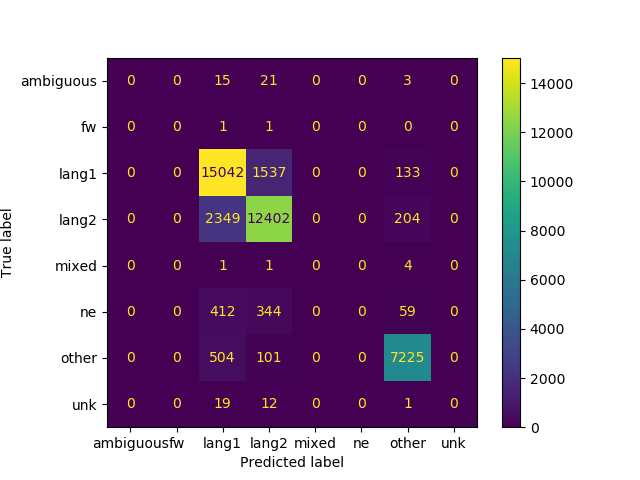 ambiguous 0 0 15 21 0 0 3 0
14000
fw 0 0 1 1 0 0 0 0
12000
lang1 0 0 15042 1537 0 0 133 0
10000
lang2 0 0 2349 12402 0 0 204 0
8000
True label
mixed 0 0 1 1 0 0 4 0
6000
ne 0 0 412 344 0 0 59 0
4000
other 0 0 504 101 0 0 7225 0
2000
unk 0 0 19 12 0 0 1 0
0
ambiguous fw lang1 lang2 mixed ne other unk
Predicted label